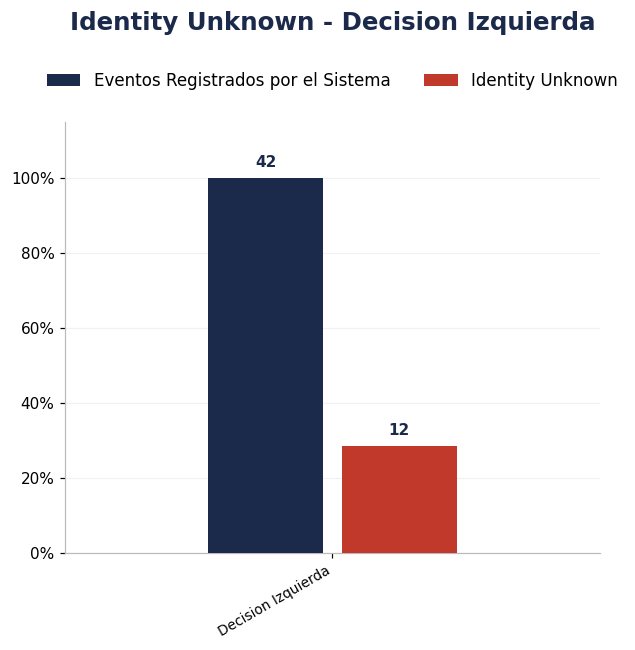 Identity Unknown - Decision Izquierda
Eventos Registrados por el Sistema
Identity Unknown
42
100%
80%
60%
40%
12
20%
0%
Decision Izquierda